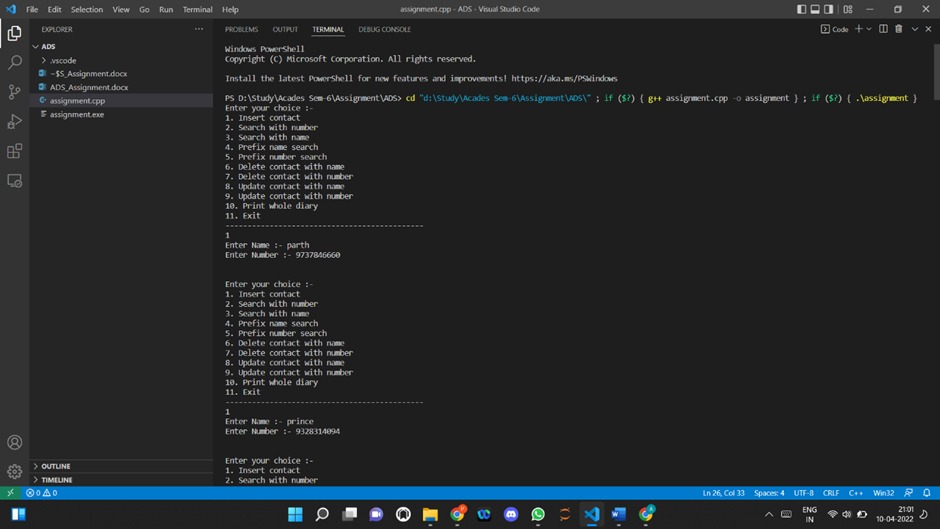 File Edit Selection View Go Run Terminal Help
assignment.cpp - ADS - Visual Studio Code
EXPLORER
ADS
.vscode
~$S_Assignment.docx
ADS_Assignment.docx
assignment.cpp
assignment.exe
OUTLINE
TIMELINE
PROBLEMS OUTPUT TERMINAL DEBUG CONSOLE
Code
Windows PowerShell
Copyright (C) Microsoft Corporation. All rights reserved.
Install the latest PowerShell for new features and improvements! https://aka.ms/PSWindows
PS D:\Study\Acades Sem-6\Assignment\ADS> cd "d:\Study\Acades Sem-6\Assignment\ADS\" ; if ($?) { g++ assignment.cpp -o assignment } ; if ($?) { .\assignment }
Enter your choice :-
1. Insert contact
2. Search with number
3. Search with name
4. Prefix name search
5. Prefix number search
6. Delete contact with name
7. Delete contact with number
8. Update contact with name
9. Update contact with number
10. Print whole diary
11. Exit
--------------------------------------------
1
Enter Name :- parth
Enter Number :- 9737846660
Enter your choice :-
1. Insert contact
2. Search with number
3. Search with name
4. Prefix name search
5. Prefix number search
6. Delete contact with name
7. Delete contact with number
8. Update contact with name
9. Update contact with number
10. Print whole diary
11. Exit
--------------------------------------------
1
Enter Name :- prince
Enter Number :- 9328314094
Enter your choice :-
1. Insert contact
2. Search with number
0 0
Ln 26, Col 33 Spaces: 4 UTF-8 CRLF C++ Win32
ENG
IN
21:01
10-04-2022